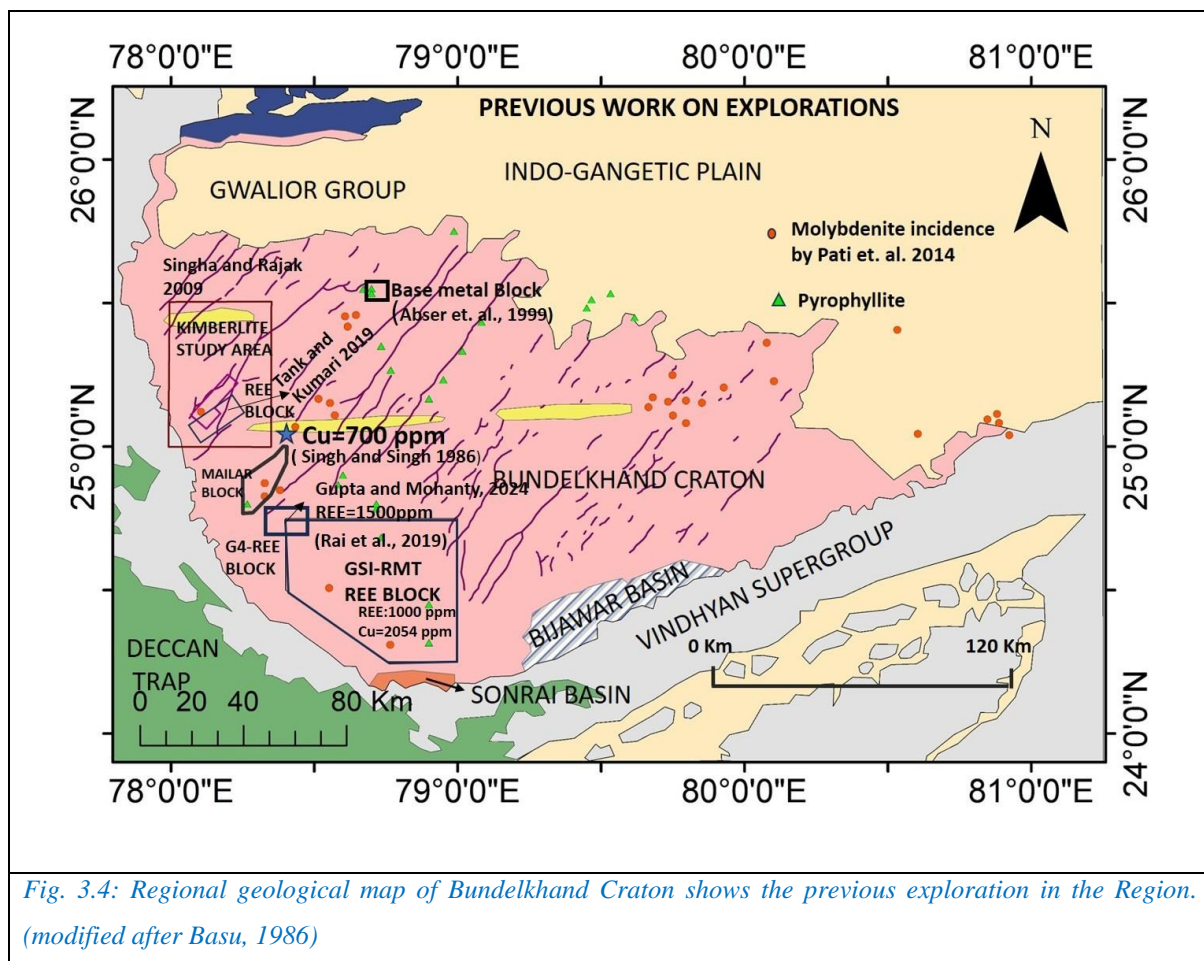 78°0'0"E 79°0'0"E 80°0'0"E 81°0'0"E
PREVIOUS WORK ON EXPLORATIONS
N
26°0'0"N
26°0'0"N
GWALIOR GROUP
INDO-GANGETIC PLAIN
Molybdenite incidence
by Pati et. al. 2014
Pyrophyllite
Singha and Rajak
2009
Base metal Block
(Abser et. al., 1999)
KIMBERLITE
STUDY AREA
Tank and
Kumari 2019
REE
BLOCK
25°0'0"N
25°0'0"N
Cu=700 ppm
( Singh and Singh 1986)
MAILAR
BLOCK
BUNDELKHAND CRATON
Gupta and Mohanty, 2024
REE=1500ppm
(Rai et al., 2019)
G4-REE
BLOCK
GSI-RMT
REE BLOCK
REE:1000 ppm
Cu=2054 ppm
BIJAWAR BASIN
VINDHYAN SUPERGROUP
DECCAN
TRAP
SONRAI BASIN
0 Km 120 KM
0 20 40 80 Km
24°0'0"N
78°0'0"E 79°0'0"E 80°0'0"E 81°0'0"E
Fig. 3.4: Regional geological map of Bundelkhand Craton shows the previous exploration in the Region.
(modified after Basu, 1986)